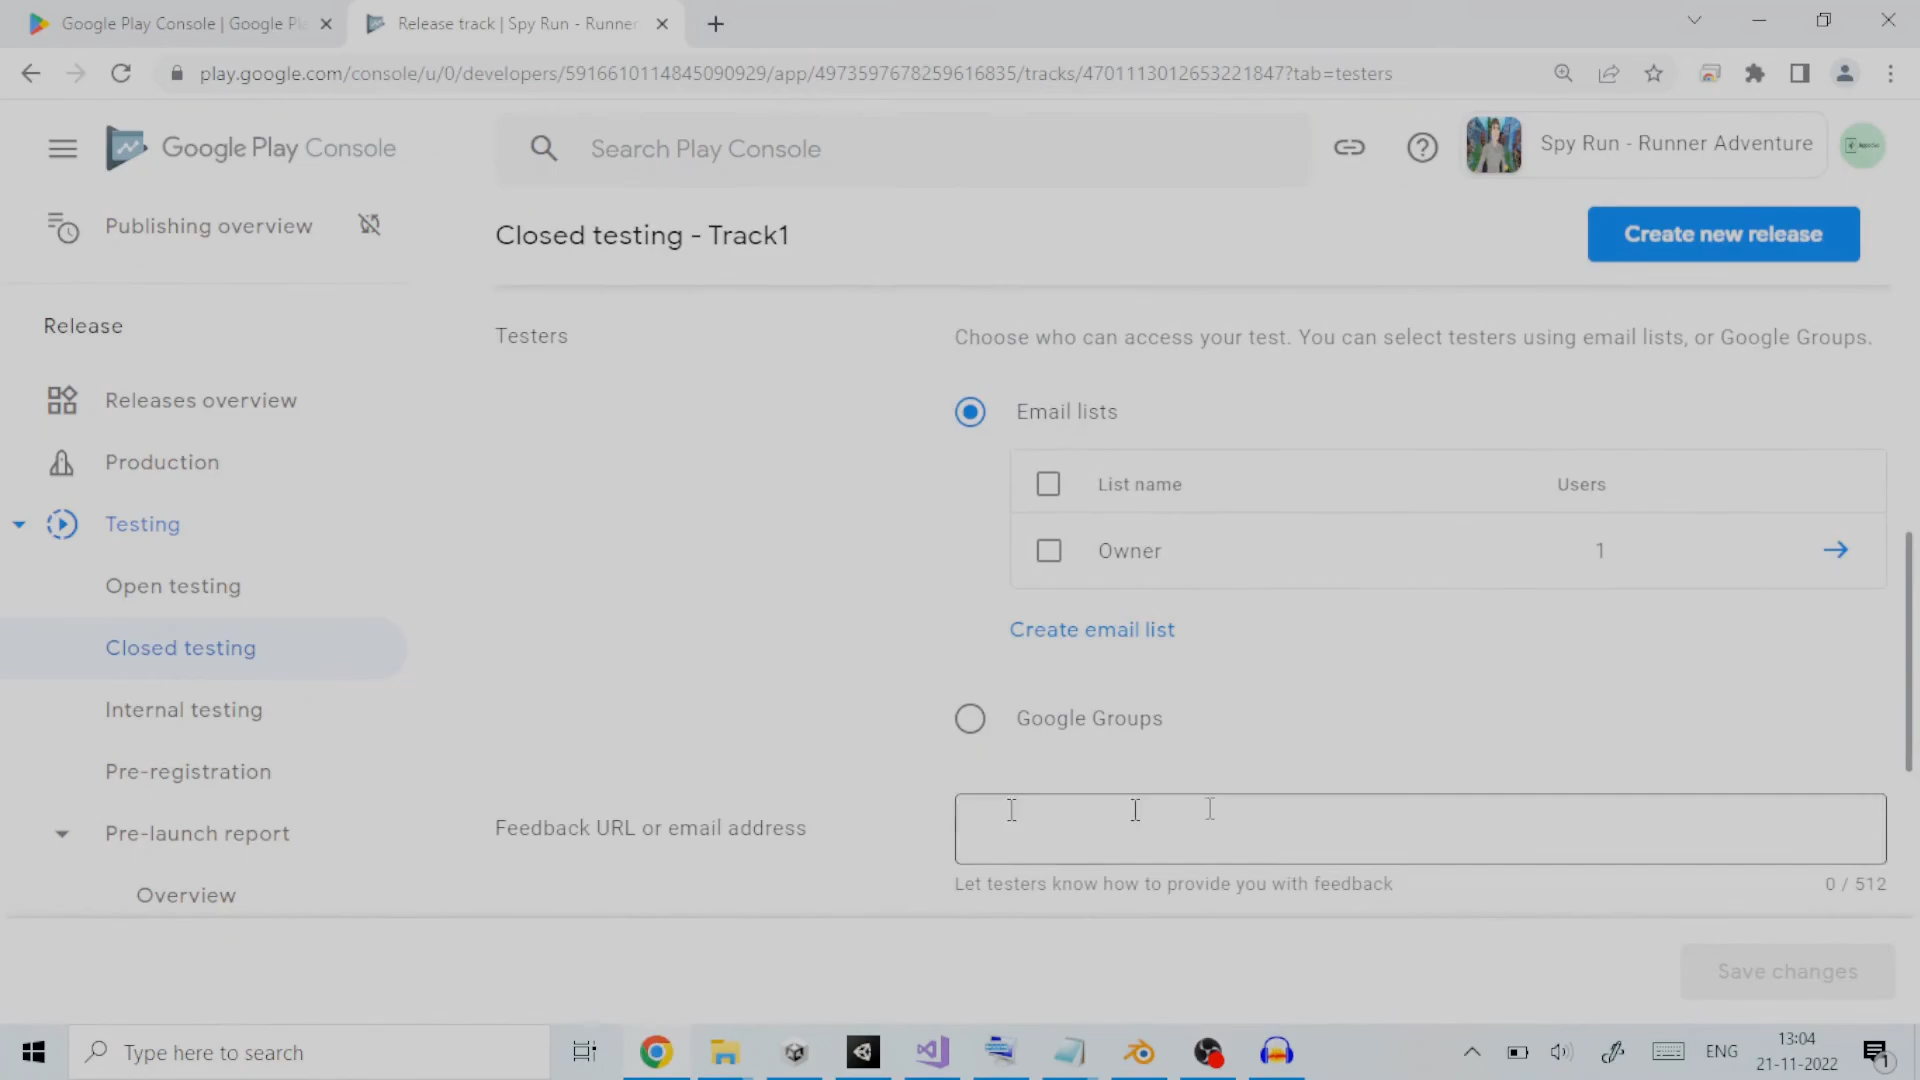 Google Play Console | Google Pl
Release track | Spy Run - Runner
play.google.com/console/u/0/developers/5916610114845090929/app/4973597678259616835/tracks/4701113012653221847?tab=testers
Google Play Console
Search Play Console
Spy Run - Runner Adventure
Publishing overview
Closed testing - Track1
Create new release
Release
Releases overview
Production
Testing
Open testing
Closed testing
Internal testing
Pre-registration
Pre-launch report
Overview
Testers
Choose who can access your test. You can select testers using email lists, or Google Groups.
Email lists
List name Users
Owner 1
Create email list
Google Groups
Feedback URL or email address
Let testers know how to provide you with feedback 0 / 512
Save changes
Type here to search
ENG
13:04
21-11-2022
1